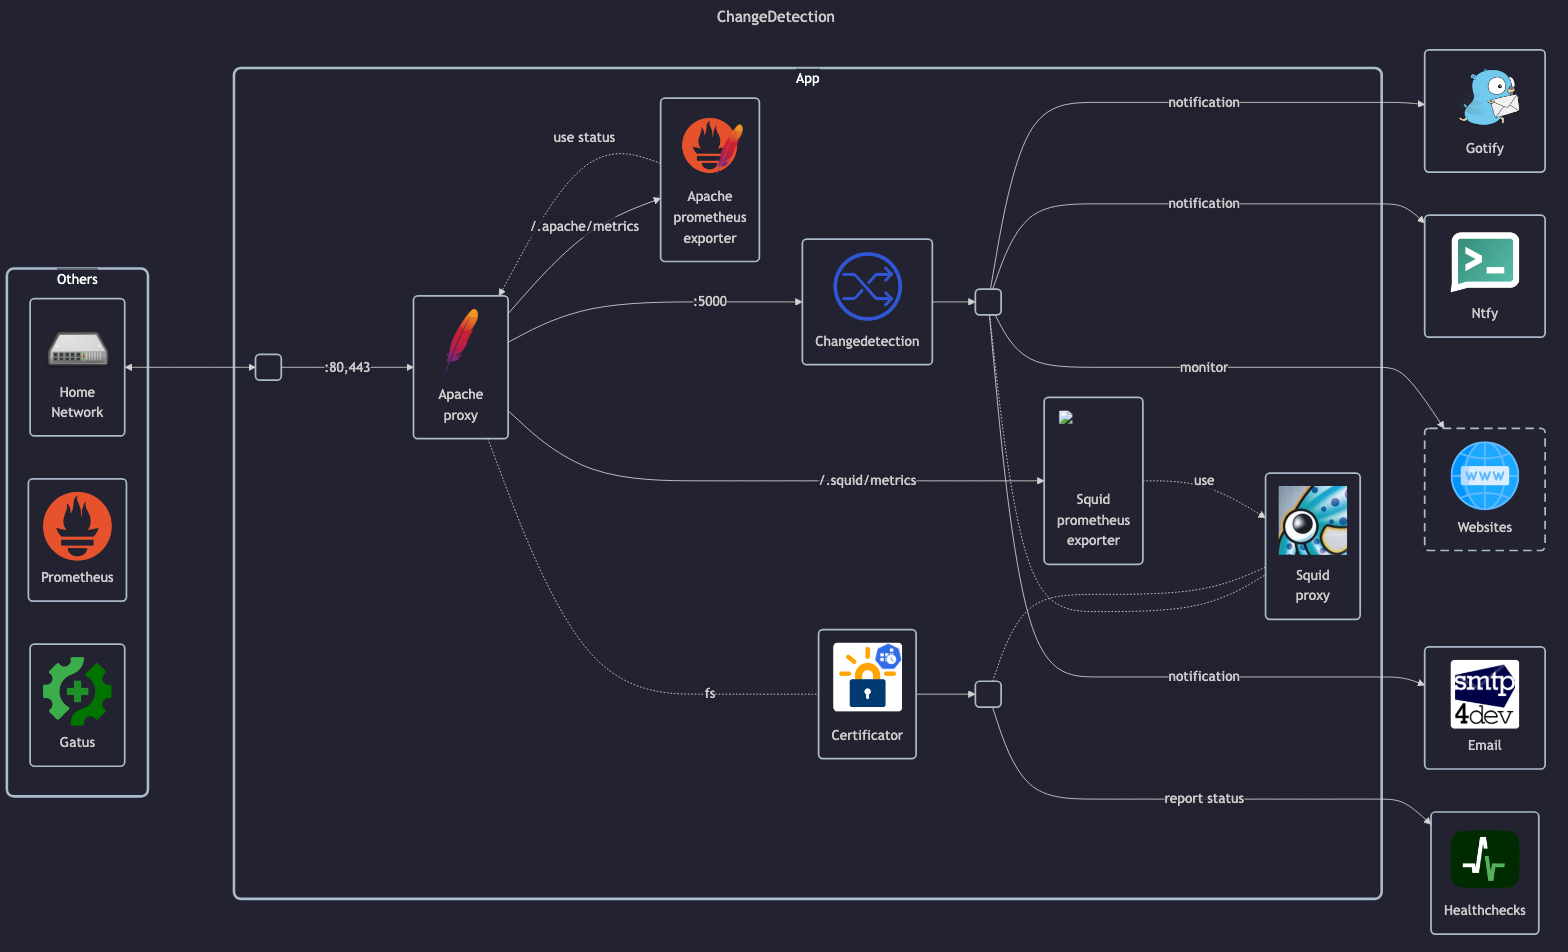 ChangeDetection
App
Others
Home
Network
Prometheus
Gatus
:80,443
Apache
proxy
use status
/.apache/metrics
Apache
prometheus
exporter
:5000
Changedetection
/.squid/metrics
Squid
prometheus
exporter
use
Squid
proxy
fs
Certificator
notification
notification
monitor
notification
report status
Gotify
>_
Ntfy
WWW
Websites
smtp
4dev
Email
Healthchecks